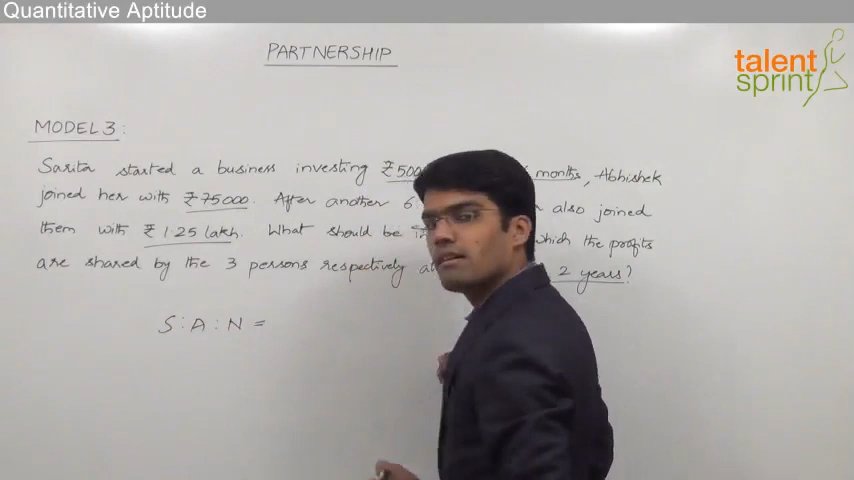 Quantitative Aptitude
PARTNERSHIP
talent
sprint
MODEL 3:
Sarita started a business investing ₹500 months, Abhishek
joined her with ₹75000. After another 6 also joined
them with ₹1.25 lakh. What should be which the profits
are shared by the 3 persons respectively 2 years?
S:A:N =